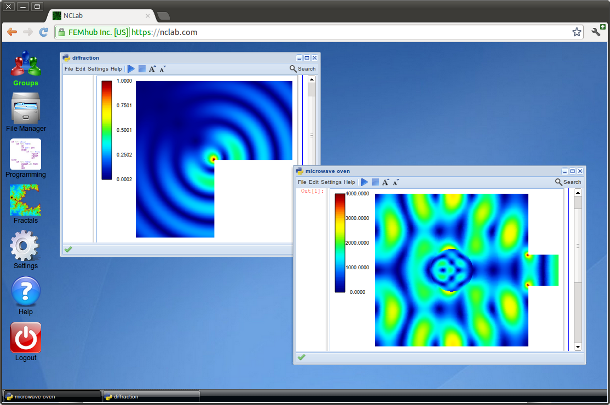 NCLab
FEMhub Inc. [US] https://nclab.com
Groups
File Manager
Programming
Fractals
Settings
Help
Logout
diffraction
File Edit Settings Help
A+ A-
Search
1.0000
0.7501
0.5001
0.2502
0.0002
microwave oven
File Edit Settings Help
A+ A-
Search
Out[1]:
4000.0000
3000.0000
2000.0000
1000.0000
0.0000
microwave oven
diffraction